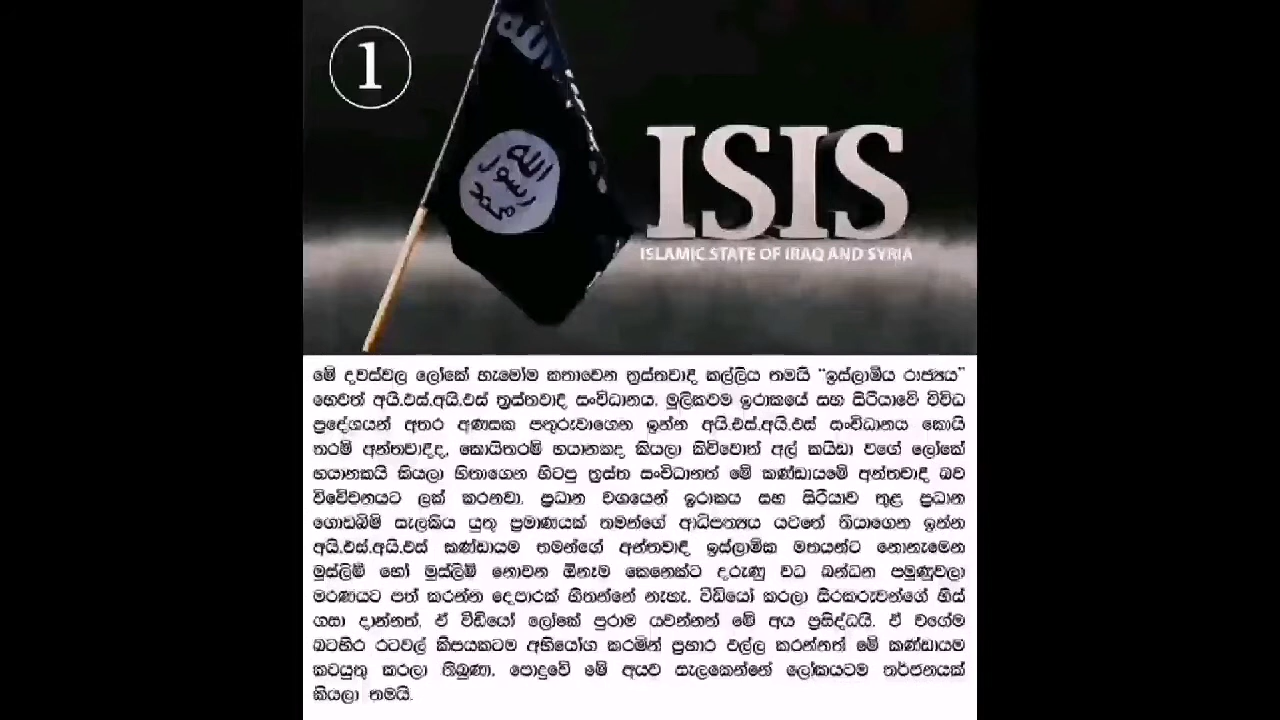 1
الله
رسول
محمد
ISIS
ISLAMIC STATE OF IRAQ AND SYRIA
මේ දවස්වල ලෝකේ හැමෝම කතාවෙන ත්‍රස්තවාදී කල්ලිය තමයි “ඉස්ලාමීය රාජ්‍යය”
හෙවත් අයි.එස්.අයි.එස් ත්‍රස්තවාදී සංවිධානය. මූලිකවම ඉරාකයේ සහ සිරියාවේ විවිධ
ප්‍රදේශයන් අතර අණසක පතුරුවාගෙන ඉන්න අයි.එස්.අයි.එස් සංවිධානය කොයි
තරම් අන්තවාදීද, කොයිතරම් භයානකද කියලා කිව්වොත් අල් කයිඩා වගේ ලෝකේ
භයානකයි කියලා හිතාගෙන හිටපු ත්‍රස්ත සංවිධානත් මේ කණ්ඩායමේ අන්තවාදී බව
විවේචනයට ලක් කරනවා. ප්‍රධාන වශයෙන් ඉරාකය සහ සිරියාව තුළ ප්‍රධාන
ගොඩබිම් සැලකිය යුතු ප්‍රමාණයක් තමන්ගේ ආධිපත්‍යය යටතේ තියාගෙන ඉන්න
අයි.එස්.අයි.එස් කණ්ඩායම තමන්ගේ අන්තවාදී ඉස්ලාමික මතයන්ට නොනැමෙන
මුස්ලිම් හෝ මුස්ලිම් නොවන ඕනෑම කෙනෙක්ට දරුණු වධ බන්ධන පමුණුවලා
මරණයට පත් කරන්න දෙපාරක් හිතන්නේ නැහැ. වීඩියෝ කරලා සිරකරුවන්ගේ හිස්
ගසා දාන්නත්, ඒ වීඩියෝ ලෝකේ පුරාම යවන්නත් මේ අය ප්‍රසිද්ධයි. ඒ වගේම
බටහිර රටවල් කිපයකටම අභියෝග කරමින් ප්‍රහාර එල්ල කරන්නත් මේ කණ්ඩායම
කටයුතු කරලා තිබුණා. පොදුවේ මේ අයව සැලකෙන්නේ ලෝකයටම තර්ජනයක්
කියලා තමයි.